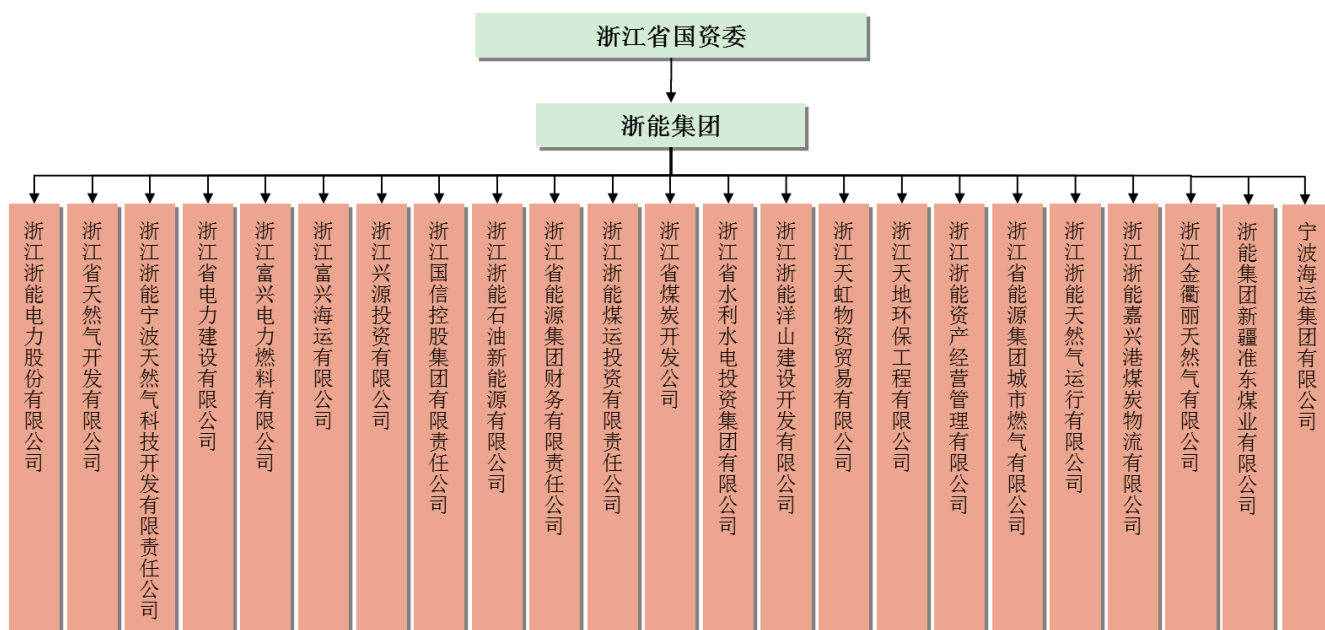 浙江省国资委
浙能集团
浙江浙能电力股份有限公司
浙江省天然气开发有限公司
浙江浙能宁波天然气科技开发有限责任公司
浙江省电力建设有限公司
浙江富兴电力燃料有限公司
浙江富兴海运有限公司
浙江兴源投资有限公司
浙江国信控股集团有限责任公司
浙江浙能石油新能源有限公司
浙江省能源集团财务有限责任公司
浙江浙能煤运投资有限责任公司
浙江省煤炭开发公司
浙江省水利水电投资集团有限公司
浙江浙能洋山建设开发有限公司
浙江天虹物资贸易有限公司
浙江天地环保工程有限公司
浙江浙能资产经营管理有限公司
浙江省能源集团城市燃气有限公司
浙江浙能天然气运行有限公司
浙江浙能嘉兴港煤炭物流有限公司
浙江金衢丽天然气有限公司
浙能集团新疆准东煤业有限公司
宁波海运集团有限公司